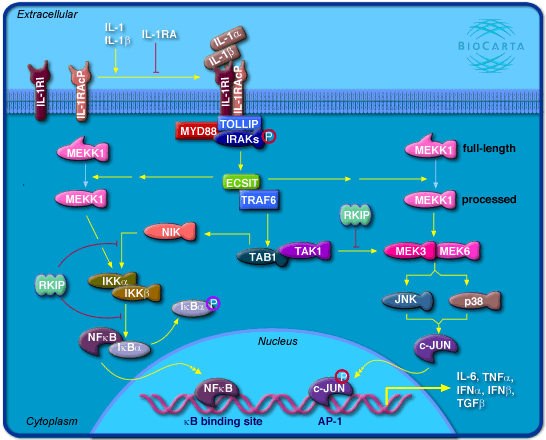 Extracellular
IL-1
IL-1β
IL-1RA
IL-1α
IL-1β
BIOCARTA
IL-1RI
IL-1RAcP
IL-1RI
IL-1RAcP
TOLLIP
MYD88
IRAKs
P
MEKK1
MEKK1
full-length
ECSIT
MEKK1
TRAF6
MEKK1
processed
RKIP
NIK
TAB1
TAK1
MEK3
MEK6
RKIP
IKKα
IKKβ
IκBα
P
JNK
p38
NFκB
IκBα
c-JUN
Nucleus
P
NFκB
c-JUN
IL-6, TNFα,
IFNα, IFNβ,
TGFβ
Cytoplasm
κB binding site
AP-1